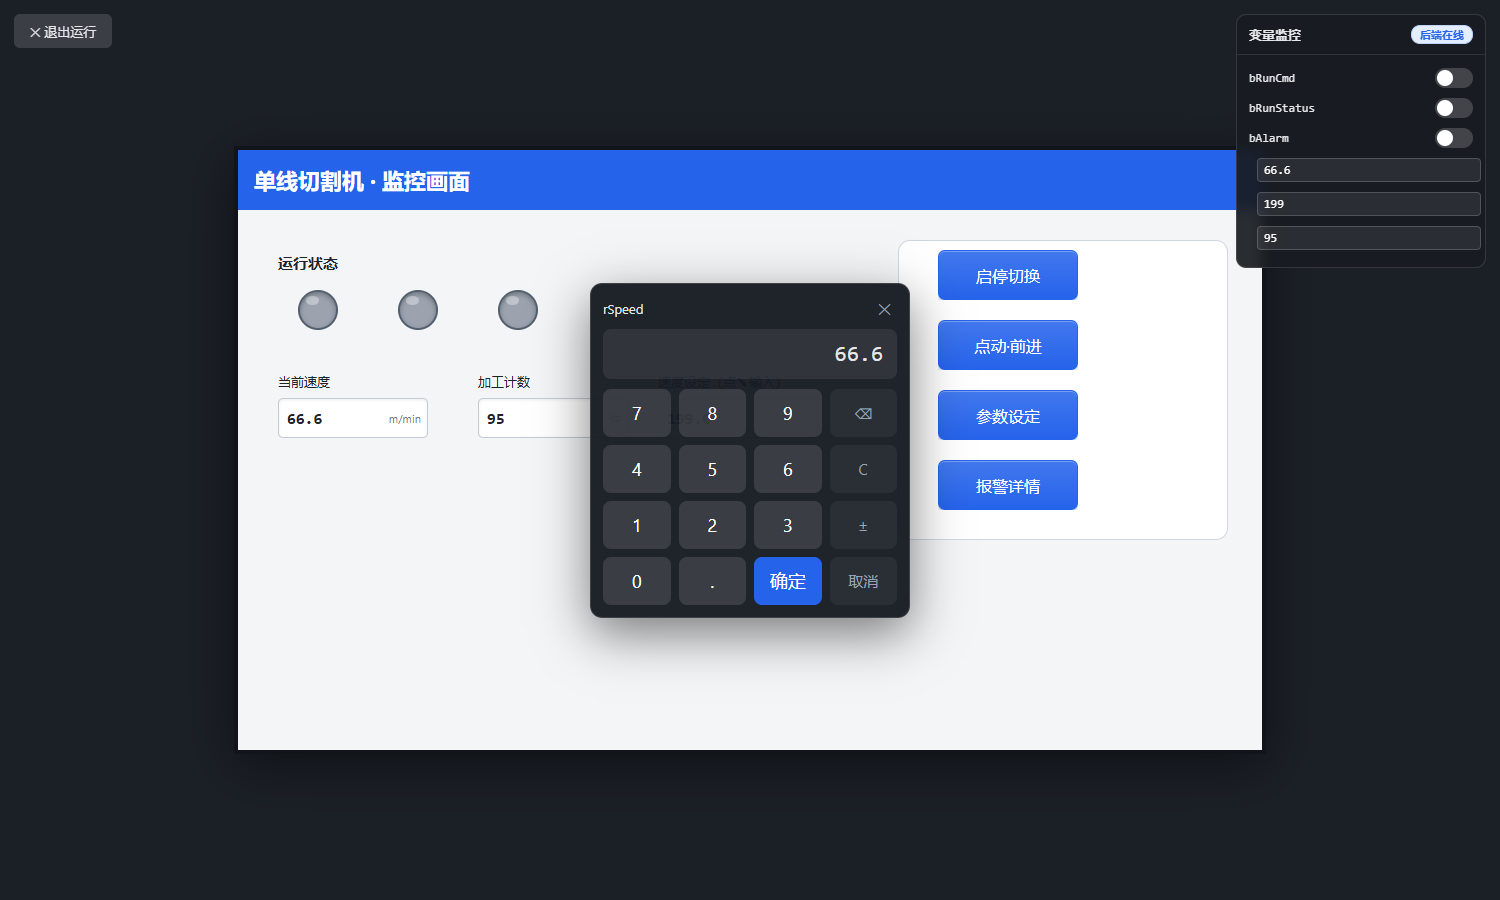 ✕ 退出运行
变量监控
后端在线
bRunCmd
bRunStatus
bAlarm
66.6
199
95
单线切割机 · 监控画面
运行状态
当前速度
66.6 m/min
加工计数
95
启停切换
点动·前进
参数设定
报警详情
rSpeed
66.6
7 8 9 ⌫
4 5 6 C
1 2 3 ±
0 . 确定 取消